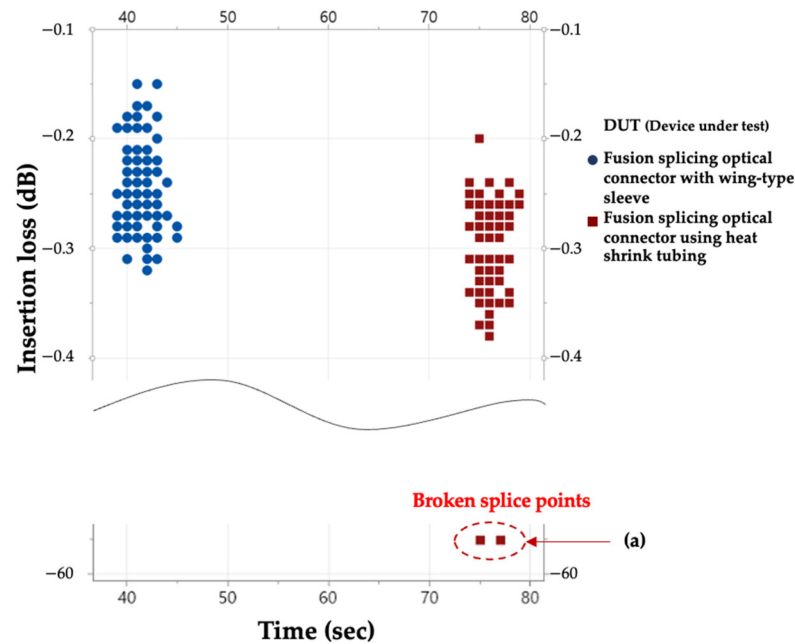 40 50 60 70 80
−0.1 −0.1
−0.2 −0.2
−0.3 −0.3
−0.4 −0.4
Insertion loss (dB)
DUT (Device under test)
Fusion splicing optical
connector with wing-type
sleeve
Fusion splicing optical
connector using heat
shrink tubing
Broken splice points
(a)
−60 −60
40 50 60 70 80
Time (sec)